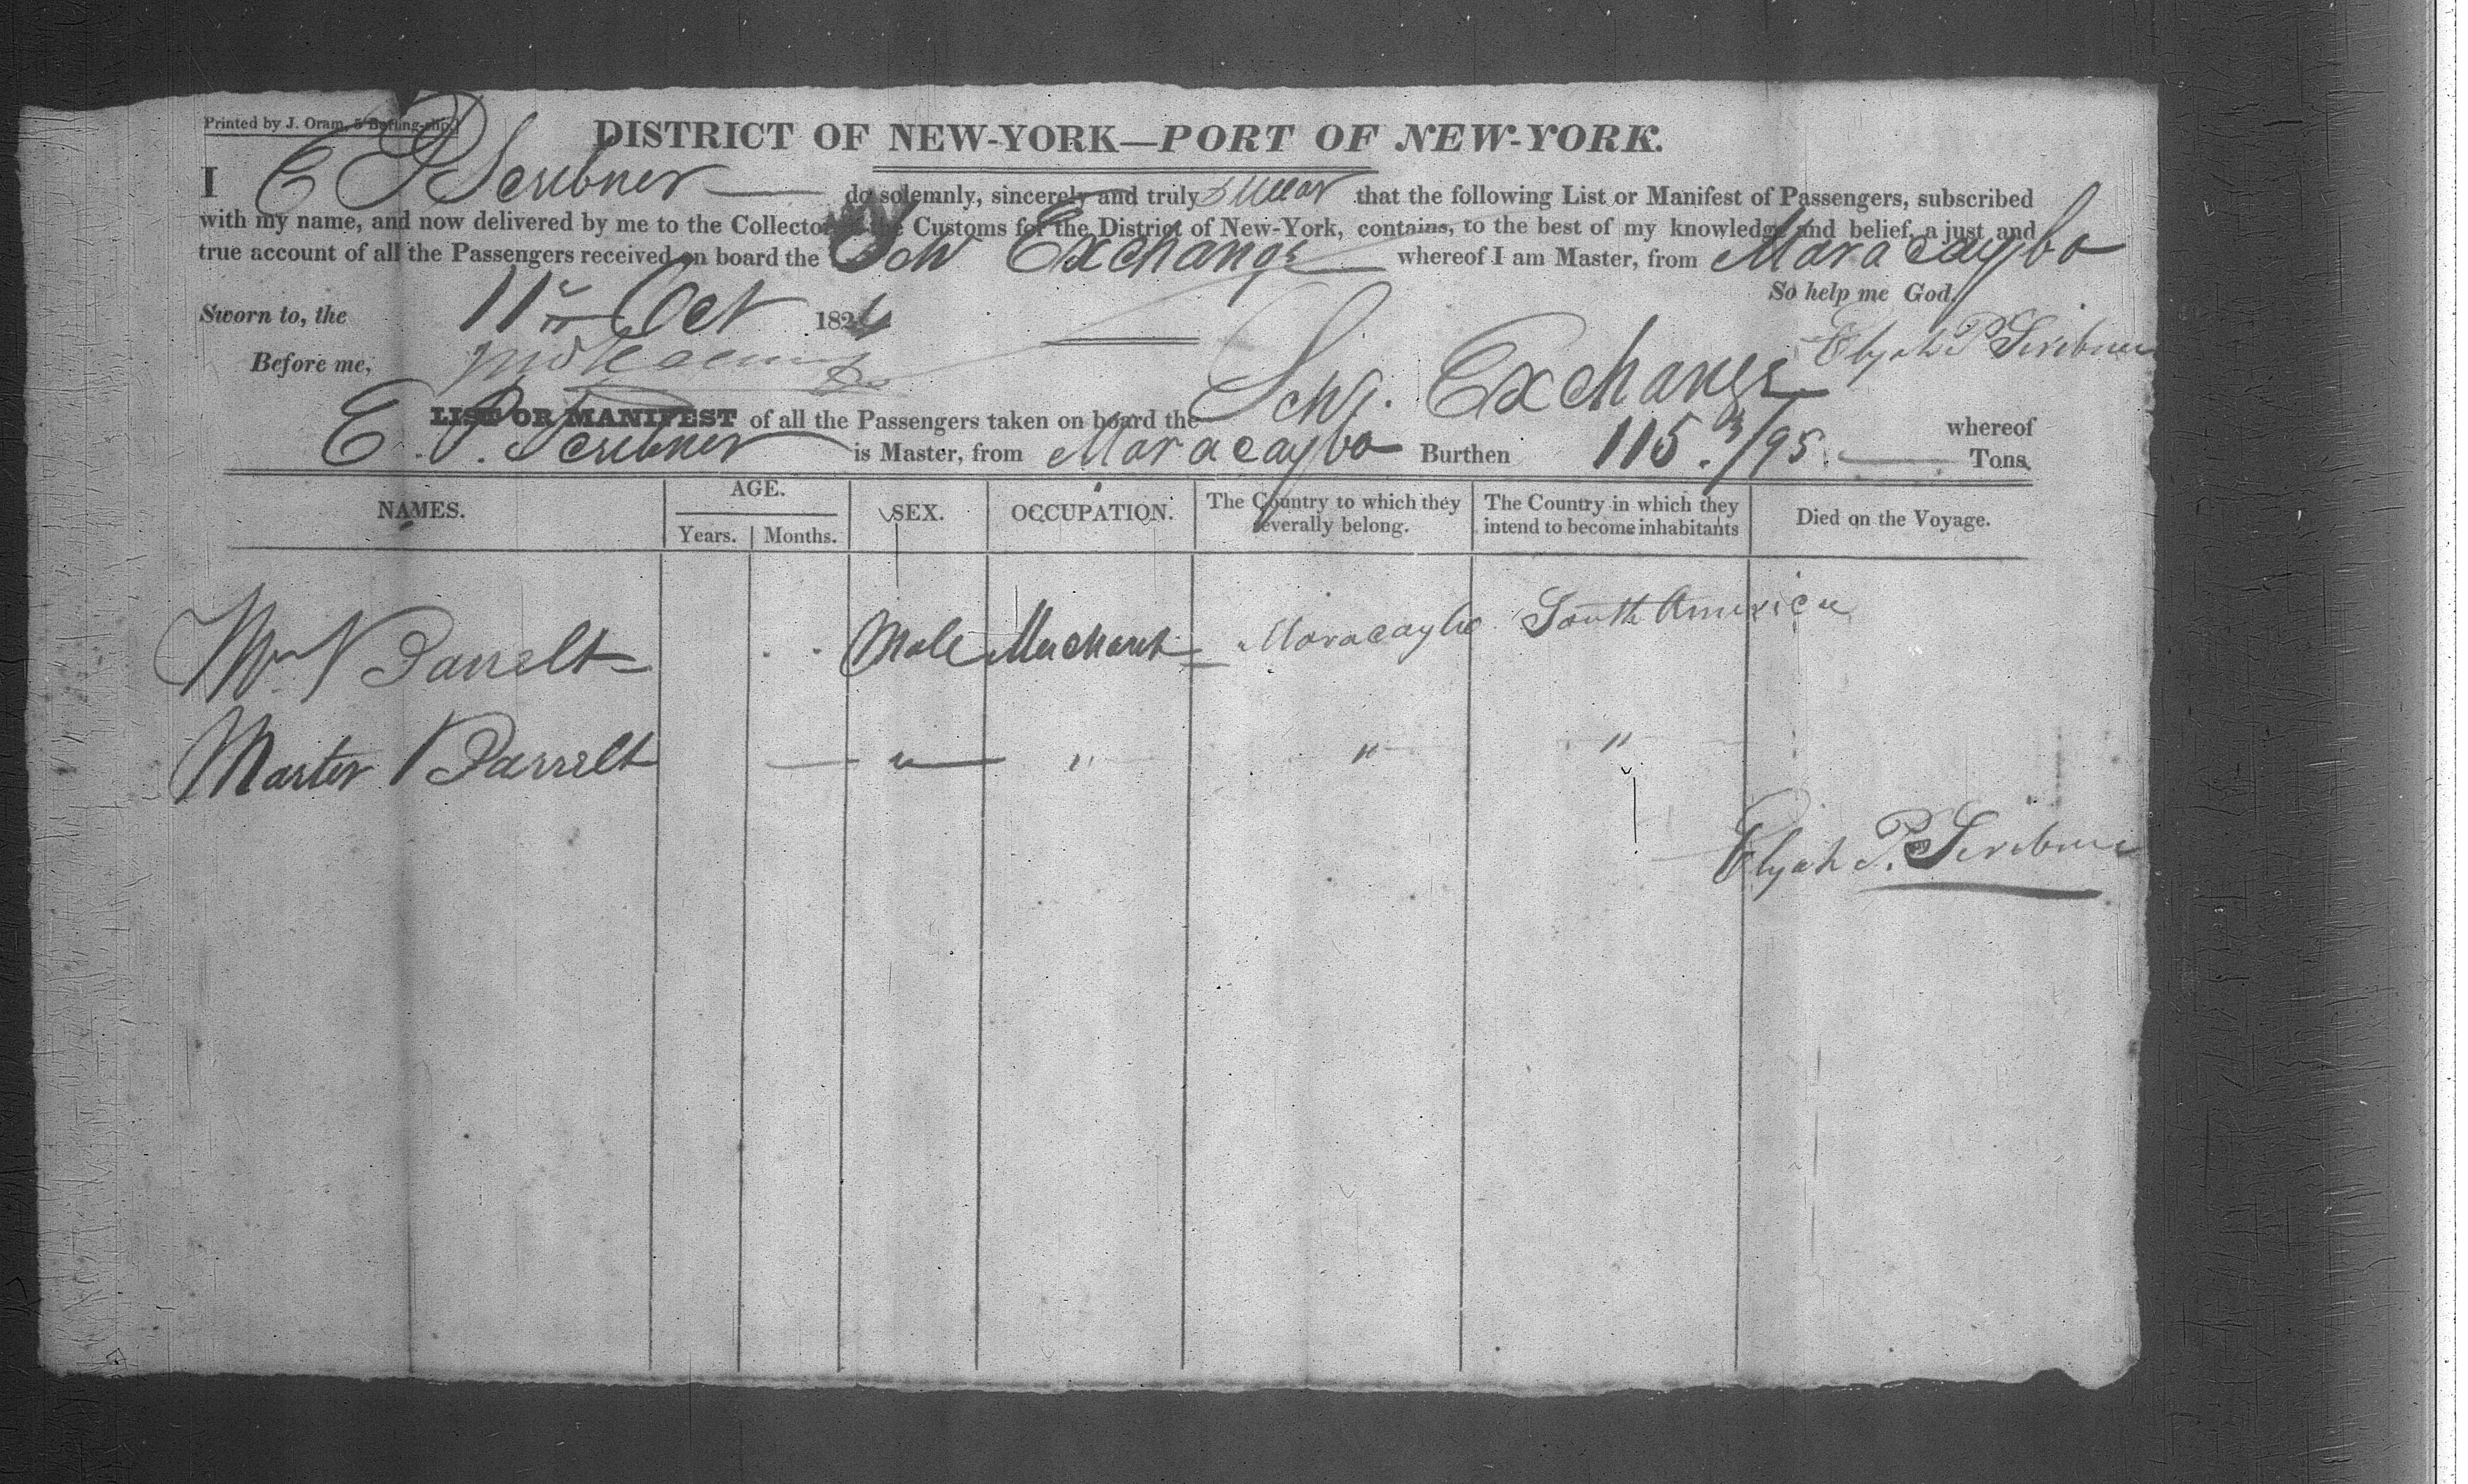 Printed by J. Oram, 5 Burling-slip.
DISTRICT OF NEW-YORK—PORT OF NEW-YORK.
I E P Scribner do solemnly, sincerely and truly swear that the following List or Manifest of Passengers, subscribed
with my name, and now delivered by me to the Collector of the Customs for the District of New-York, contains, to the best of my knowledge and belief, a just and
true account of all the Passengers received on board the Sch Exchange whereof I am Master, from Maracaybo
So help me God.
Sworn to, the 11th Oct 1824
Elijah P Scribner
Before me,
LIST OR MANIFEST of all the Passengers taken on board the Schr. Exchange whereof
E. P. Scribner is Master, from Maracaybo Burthen 115. 3/95 Tons.
NAMES. AGE. Years. Months. SEX. OCCUPATION. The Country to which they severally belong. The Country in which they intend to become inhabitants Died on the Voyage.
Mr Parrelt Male Merchant Maracaybo South America
Master Parrelt " " " "
Elijah P. Scribner